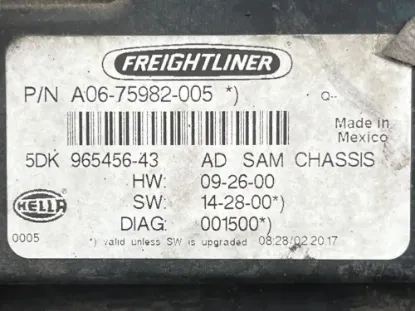 FREIGHTLINER
P/N A06-75982-005 *)
Q--
Made in
Mexico
5DK 965456-43 AD SAM CHASSIS
HW: 09-26-00
SW: 14-28-00*)
HELLA
DIAG: 001500*)
0005 *) valid unless SW is upgraded 08/28/02 20:17